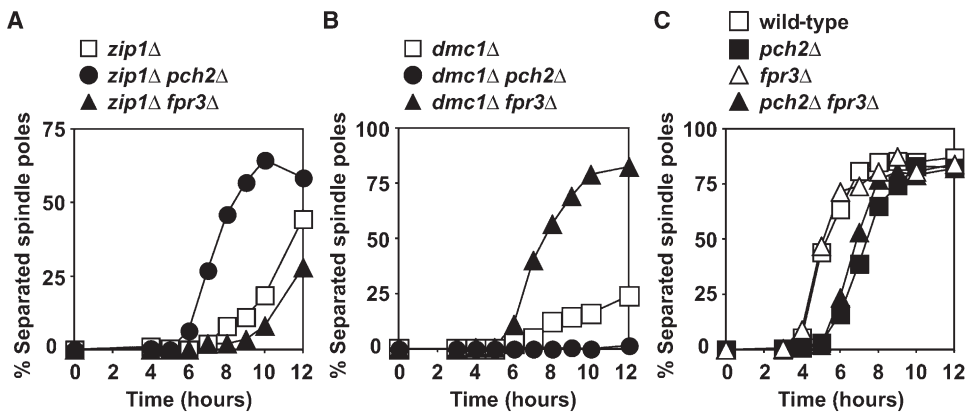 A
zip1Δ
zip1Δ pch2Δ
zip1Δ fpr3Δ
% Separated spindle poles
75
50
25
0
0 2 4 6 8 10 12
Time (hours)
B
dmc1Δ
dmc1Δ pch2Δ
dmc1Δ fpr3Δ
% Separated spindle poles
100
75
50
25
0
0 2 4 6 8 10 12
Time (hours)
C
wild-type
pch2Δ
fpr3Δ
pch2Δ fpr3Δ
% Separated spindle poles
100
75
50
25
0
0 2 4 6 8 10 12
Time (hours)